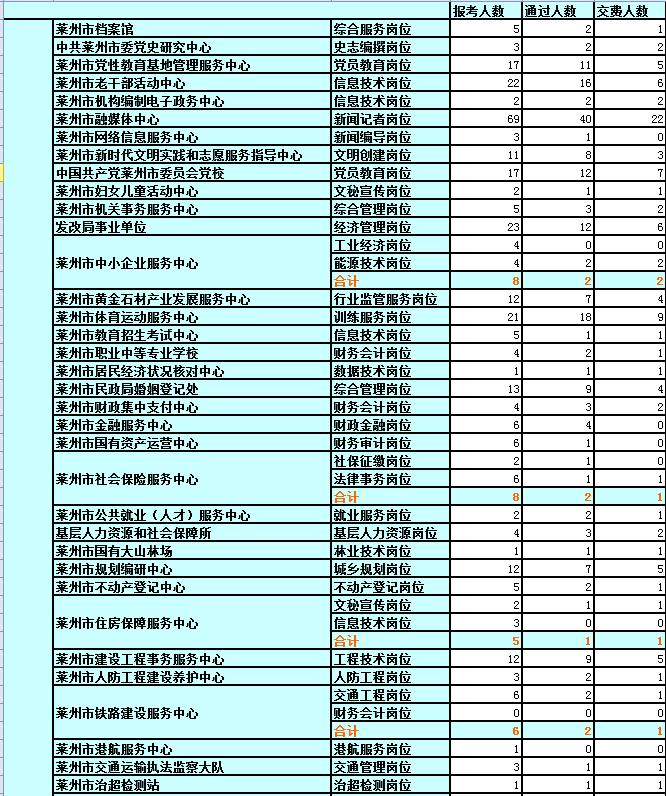 报考人数 通过人数 交费人数
莱州市档案馆 综合服务岗位 5 2 1
中共莱州市委党史研究中心 史志编撰岗位 3 2 2
莱州市党性教育基地管理服务中心 党员教育岗位 17 11 5
莱州市老干部活动中心 信息技术岗位 22 16 6
莱州市机构编制电子政务中心 信息技术岗位 2 2 2
莱州市融媒体中心 新闻记者岗位 69 40 22
莱州市网络信息服务中心 新闻编导岗位 3 1 0
莱州市新时代文明实践和志愿服务指导中心 文明创建岗位 11 8 3
中国共产党莱州市委员会党校 党员教育岗位 17 12 7
莱州市妇女儿童活动中心 文秘宣传岗位 2 1 1
莱州市机关事务服务中心 综合管理岗位 5 3 2
发改局事业单位 经济管理岗位 23 12 6
莱州市中小企业服务中心 工业经济岗位 4 0 0
能源技术岗位 4 2 2
合计 8 2 2
莱州市黄金石材产业发展服务中心 行业监管服务岗位 12 7 4
莱州市体育运动服务中心 训练服务岗位 21 18 9
莱州市教育招生考试中心 信息技术岗位 5 1 1
莱州市职业中等专业学校 财务会计岗位 4 2 1
莱州市居民经济状况核对中心 数据技术岗位 1 1 1
莱州市民政局婚姻登记处 综合管理岗位 13 9 4
莱州市财政集中支付中心 财务会计岗位 4 3 2
莱州市金融服务中心 财政金融岗位 6 4 0
莱州市国有资产运营中心 财务审计岗位 6 1 0
莱州市社会保险服务中心 社保征缴岗位 2 1 0
法律事务岗位 6 1 1
合计 8 2 1
莱州市公共就业（人才）服务中心 就业服务岗位 2 2 1
基层人力资源和社会保障所 基层人力资源岗位 4 3 2
莱州市国有大山林场 林业技术岗位 1 1 1
莱州市规划编研中心 城乡规划岗位 12 7 5
莱州市不动产登记中心 不动产登记岗位 5 2 1
莱州市住房保障服务中心 文秘宣传岗位 2 1 1
信息技术岗位 3 0 0
合计 5 1 1
莱州市建设工程事务服务中心 工程技术岗位 12 9 5
莱州市人防工程建设养护中心 人防工程岗位 3 2 1
莱州市铁路建设服务中心 交通工程岗位 6 2 1
财务会计岗位 0 0 0
合计 6 2 1
莱州市港航服务中心 港航服务岗位 1 0 0
莱州市交通运输执法监察大队 交通管理岗位 3 1 1
莱州市治超检测站 治超检测岗位 1 1 1